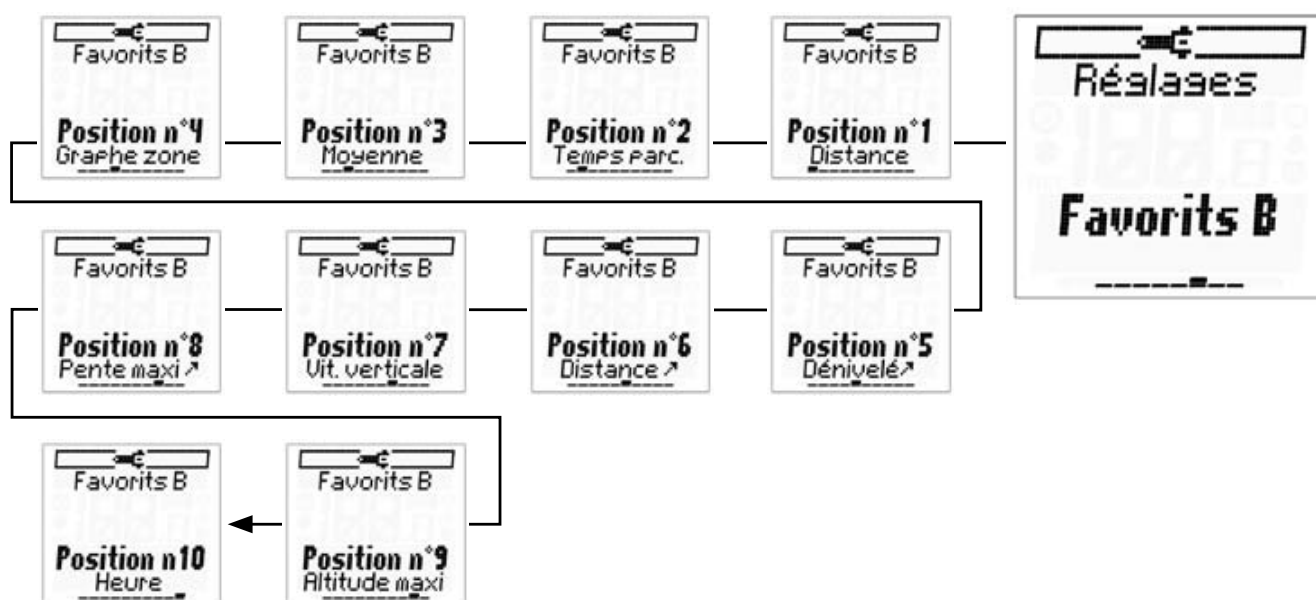 Favorits B
Position n°4
Graphe zone
Favorits B
Position n°3
Moyenne
Favorits B
Position n°2
Temps parc.
Favorits B
Position n°1
Distance
Réglages
Favorits B
Favorits B
Position n°8
Pente maxi ↗
Favorits B
Position n°7
Vit. verticale
Favorits B
Position n°6
Distance ↗
Favorits B
Position n°5
Dénivelé↗
Favorits B
Position n10
Heure
Favorits B
Position n°9
Altitude maxi